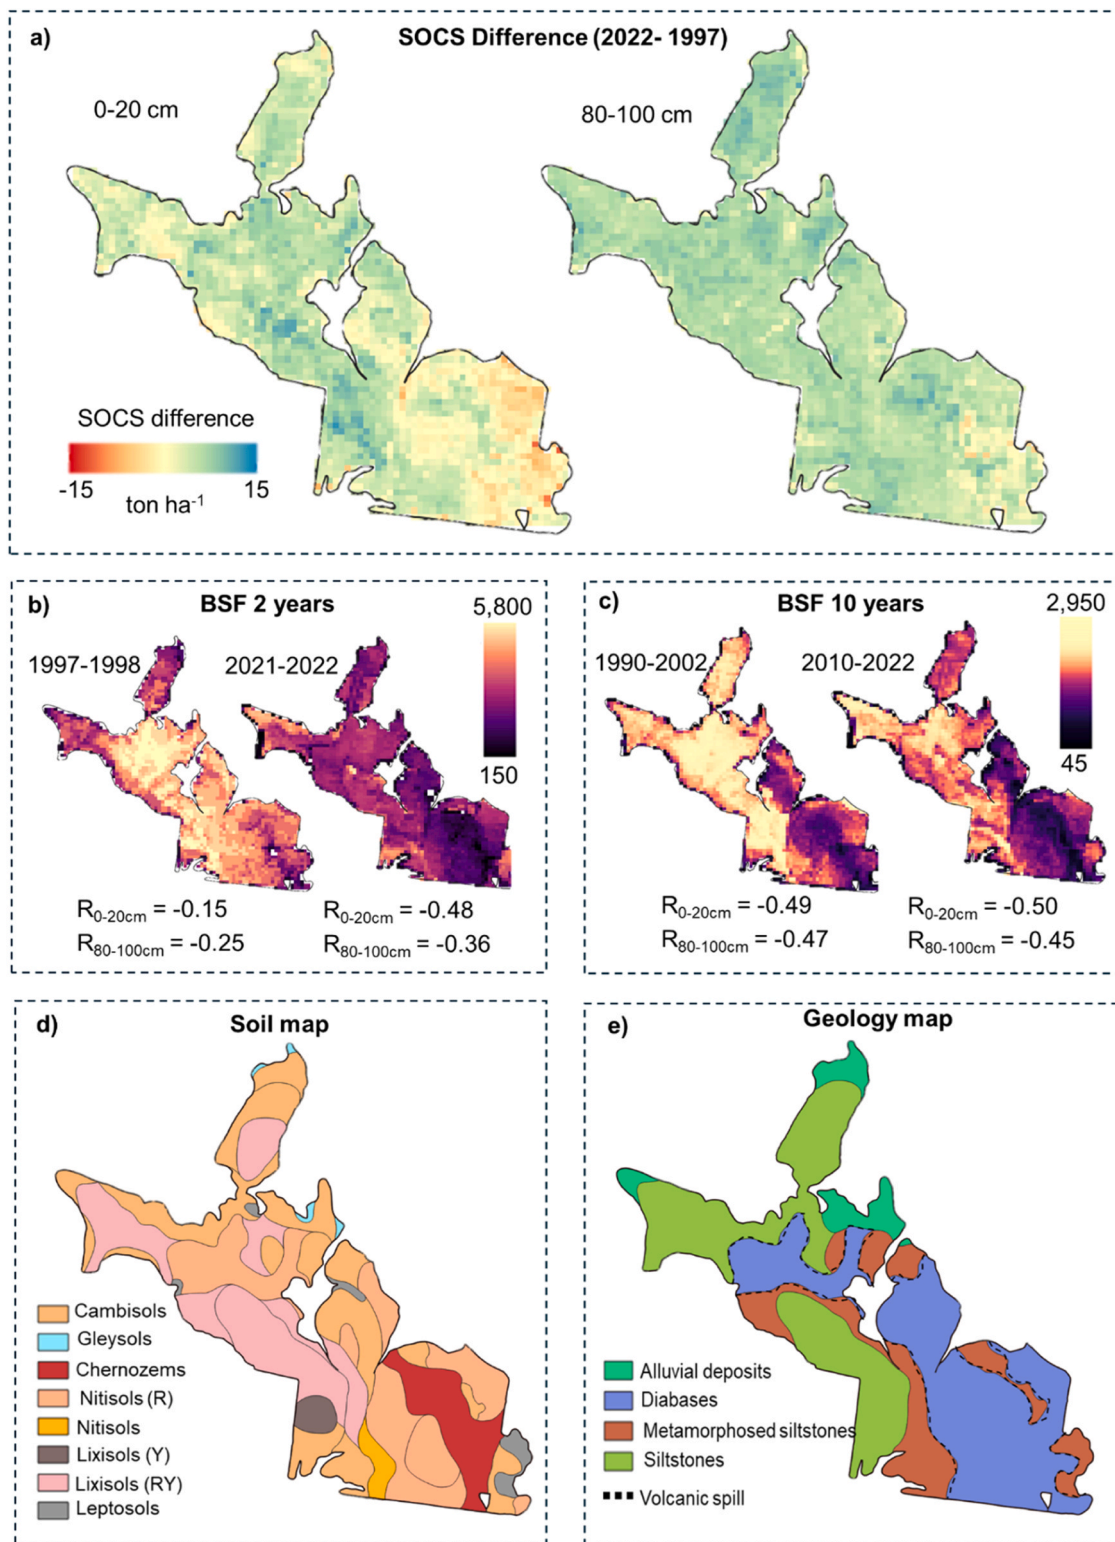 a) SOCS Difference (2022- 1997)
0-20 cm
80-100 cm
SOCS difference
-15 15
ton ha⁻¹
b) BSF 2 years
5,800
1997-1998
2021-2022
150
R0-20cm = -0.15
R80-100cm = -0.25
R0-20cm = -0.48
R80-100cm = -0.36
c) BSF 10 years
2,950
1990-2002
2010-2022
45
R0-20cm = -0.49
R80-100cm = -0.47
R0-20cm = -0.50
R80-100cm = -0.45
d) Soil map
Cambisols
Gleysols
Chernozems
Nitisols (R)
Nitisols
Lixisols (Y)
Lixisols (RY)
Leptosols
e) Geology map
Alluvial deposits
Diabases
Metamorphosed siltstones
Siltstones
Volcanic spill